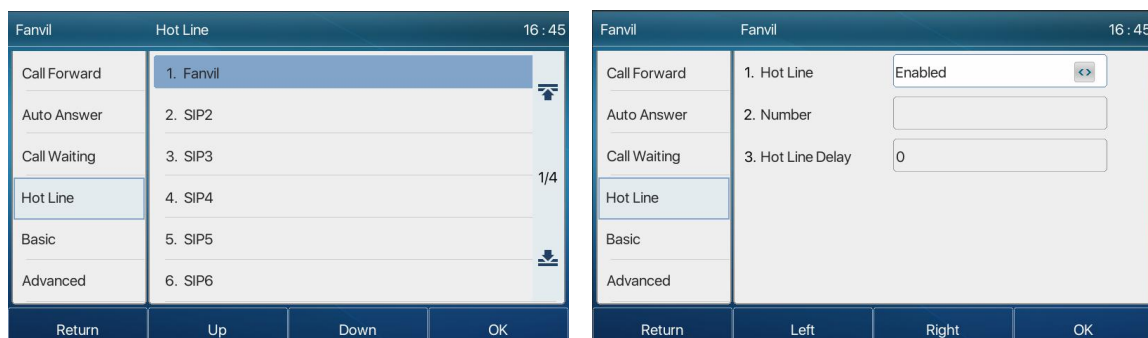 Fanvil Hot Line 16 : 45
Call Forward 1. Fanvil
Auto Answer 2. SIP2
Call Waiting 3. SIP3
1/4
Hot Line 4. SIP4
Basic 5. SIP5
Advanced 6. SIP6
Return Up Down OK
Fanvil Fanvil 16 : 45
Call Forward 1. Hot Line Enabled <>
Auto Answer 2. Number
Call Waiting 3. Hot Line Delay 0
Hot Line
Basic
Advanced
Return Left Right OK